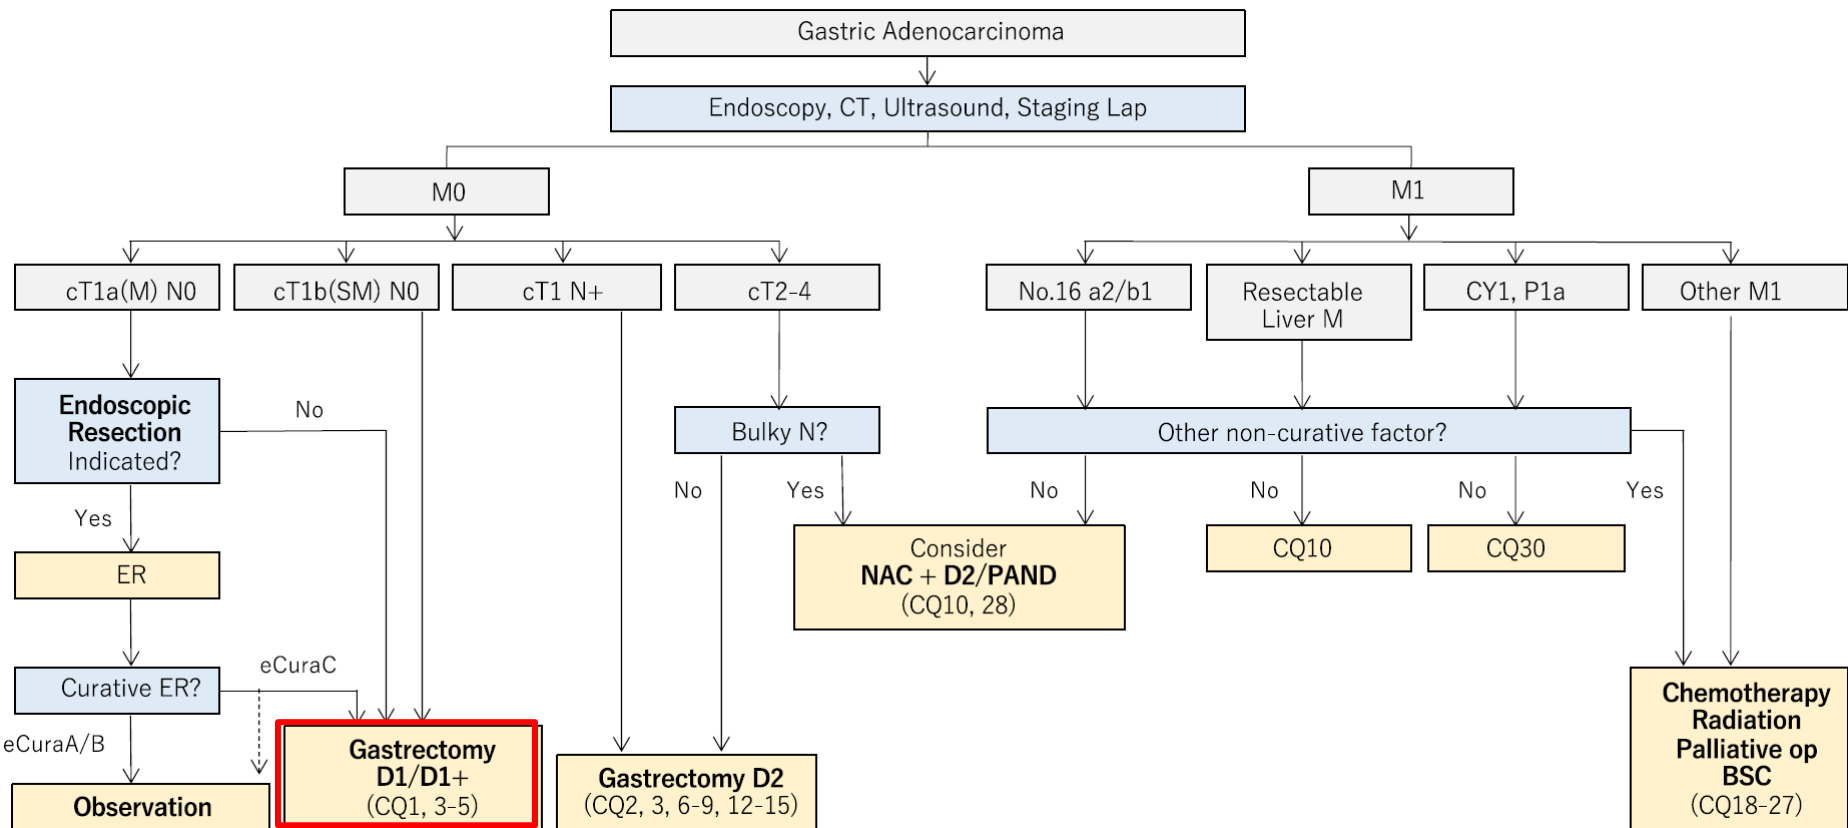 Gastric Adenocarcinoma
Endoscopy, CT, Ultrasound, Staging Lap
M0
M1
cT1a(M) N0
cT1b(SM) N0
cT1 N+
cT2-4
No.16 a2/b1
Resectable
Liver M
CY1, P1a
Other M1
Endoscopic
Resection
Indicated?
No
Bulky N?
Other non-curative factor?
Yes
No
Yes
No
No
No
Yes
ER
Consider
NAC + D2/PAND
(CQ10, 28)
CQ10
CQ30
Curative ER?
eCuraC
eCuraA/B
Observation
Gastrectomy
D1/D1+
(CQ1, 3-5)
Gastrectomy D2
(CQ2, 3, 6-9, 12-15)
Chemotherapy
Radiation
Palliative op
BSC
(CQ18-27)